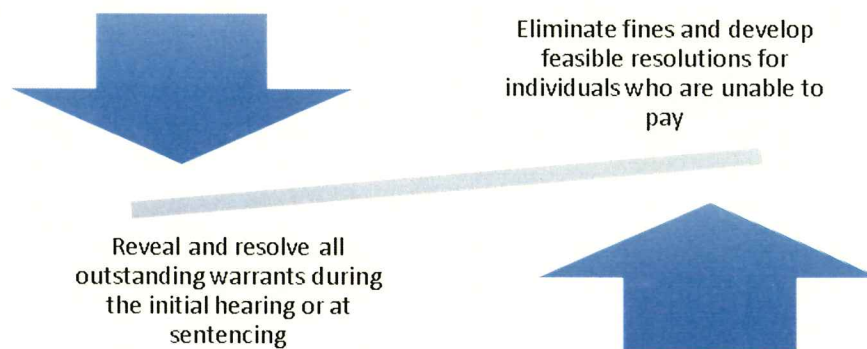 Eliminate fines and develop
feasible resolutions for
individuals who are unable to
pay
Reveal and resolve all
outstanding warrants during
the initial hearing or at
sentencing